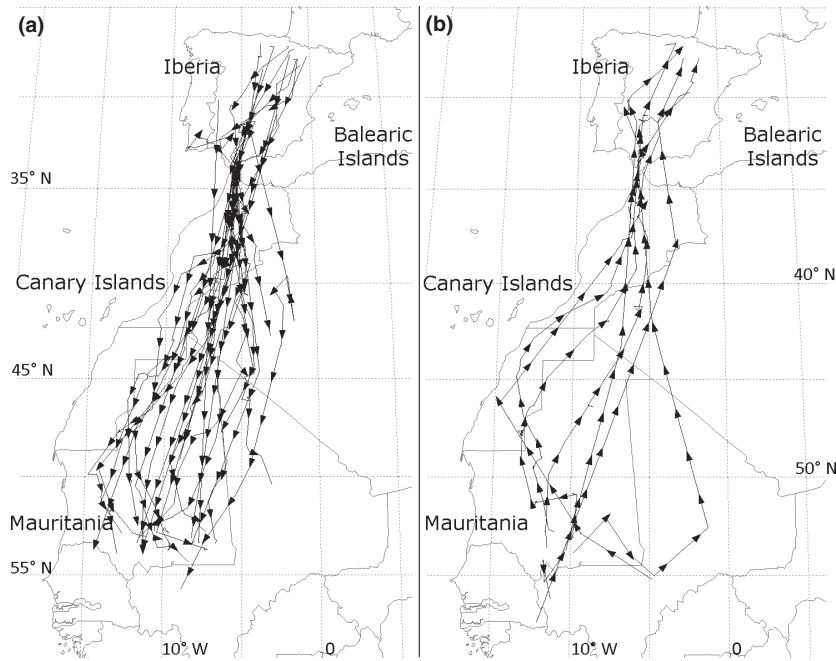 (a)
Iberia
Balearic
Islands
35° N
Canary Islands
45° N
Mauritania
55° N
10° W
0
(b)
Iberia
Balearic
Islands
40° N
Canary Islands
50° N
Mauritania
10° W
0